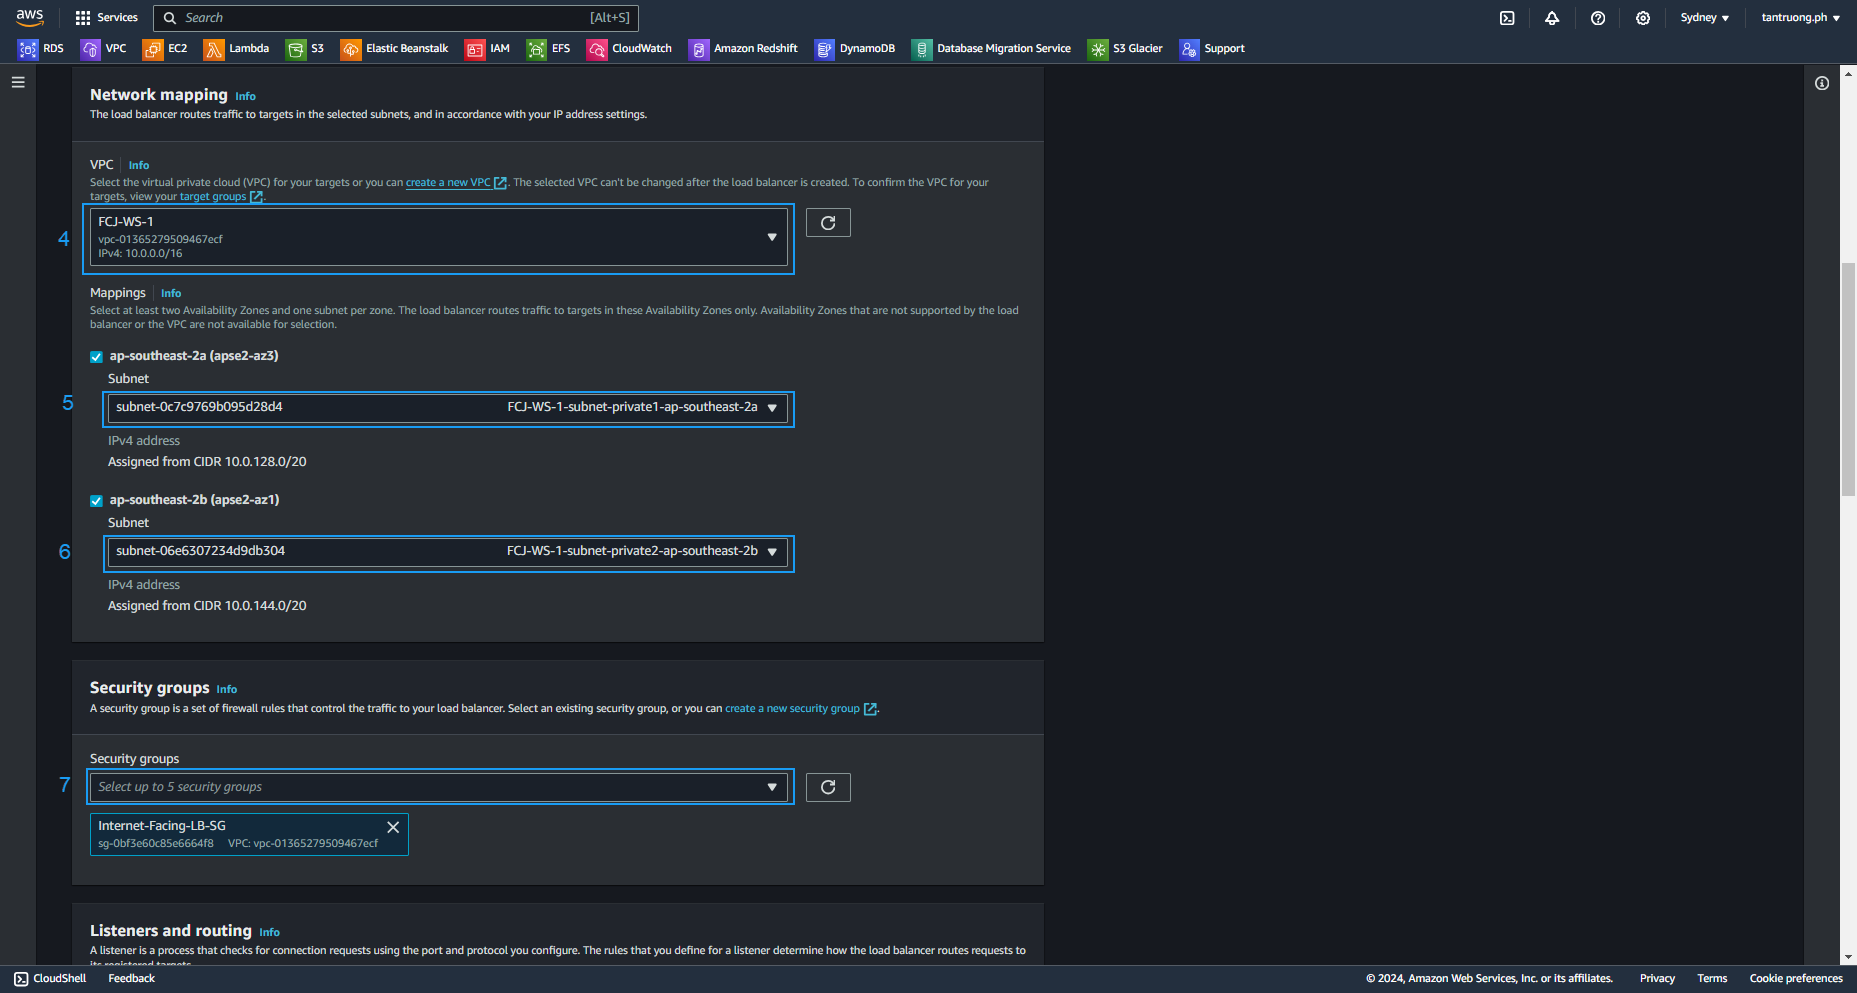 aws
Services
Search
[Alt+S]
Sydney ▼
tantruong.ph ▼
RDS
VPC
EC2
Lambda
S3
Elastic Beanstalk
IAM
EFS
CloudWatch
Amazon Redshift
DynamoDB
Database Migration Service
S3 Glacier
Support
Network mapping Info
The load balancer routes traffic to targets in the selected subnets, and in accordance with your IP address settings.
VPC Info
Select the virtual private cloud (VPC) for your targets or you can create a new VPC. The selected VPC can't be changed after the load balancer is created. To confirm the VPC for your
targets, view your target groups.
4
FCJ-WS-1
vpc-01365279509467ecf
IPv4: 10.0.0.0/16
Mappings Info
Select at least two Availability Zones and one subnet per zone. The load balancer routes traffic to targets in these Availability Zones only. Availability Zones that are not supported by the load
balancer or the VPC are not available for selection.
ap-southeast-2a (apse2-az3)
Subnet
5
subnet-0c7c9769b095d28d4 FCJ-WS-1-subnet-private1-ap-southeast-2a
IPv4 address
Assigned from CIDR 10.0.128.0/20
ap-southeast-2b (apse2-az1)
Subnet
6
subnet-06e6307234d9db304 FCJ-WS-1-subnet-private2-ap-southeast-2b
IPv4 address
Assigned from CIDR 10.0.144.0/20
Security groups Info
A security group is a set of firewall rules that control the traffic to your load balancer. Select an existing security group, or you can create a new security group.
Security groups
7
Select up to 5 security groups
Internet-Facing-LB-SG
sg-0bf3e60c85e6664f8 VPC: vpc-01365279509467ecf
Listeners and routing Info
A listener is a process that checks for connection requests using the port and protocol you configure. The rules that you define for a listener determine how the load balancer routes requests to
its registered targets.
CloudShell
Feedback
© 2024, Amazon Web Services, Inc. or its affiliates.
Privacy
Terms
Cookie preferences